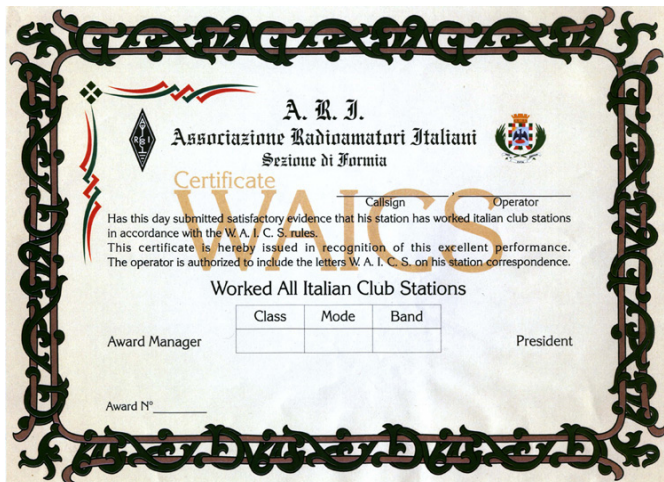 A. R. I.
Associazione Radioamatori Italiani
Sezione di Formia
Certificate
WAICS
Callsign Operator
Has this day submitted satisfactory evidence that his station has worked italian club stations
in accordance with the W. A. I. C. S. rules.
This certificate is hereby issued in recognition of this excellent performance.
The operator is authorized to include the letters W. A. I. C. S. on his station correspondence.
Worked All Italian Club Stations
Class Mode Band
Award Manager President
Award N°